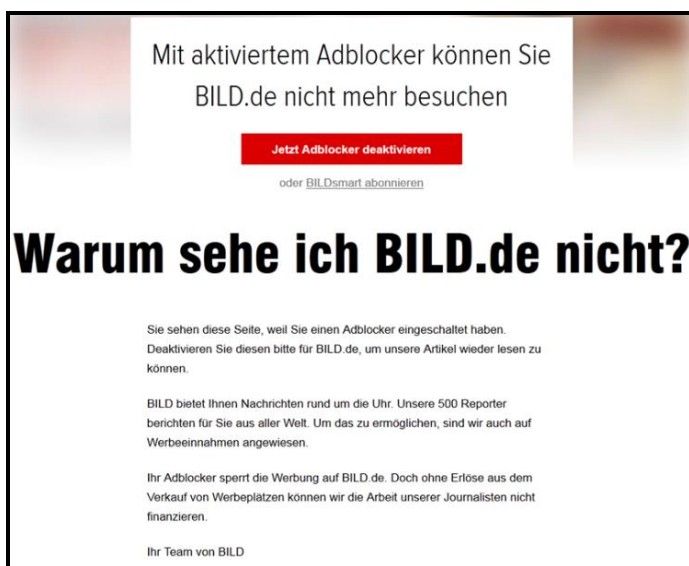 Mit aktiviertem Adblocker können Sie
BILD.de nicht mehr besuchen
Jetzt Adblocker deaktivieren
oder BILDsmart abonnieren
Warum sehe ich BILD.de nicht?
Sie sehen diese Seite, weil Sie einen Adblocker eingeschaltet haben.
Deaktivieren Sie diesen bitte für BILD.de, um unsere Artikel wieder lesen zu
können.
BILD bietet Ihnen Nachrichten rund um die Uhr. Unsere 500 Reporter
berichten für Sie aus aller Welt. Um das zu ermöglichen, sind wir auch auf
Werbeeinnahmen angewiesen.
Ihr Adblocker sperrt die Werbung auf BILD.de. Doch ohne Erlöse aus dem
Verkauf von Werbeplätzen können wir die Arbeit unserer Journalisten nicht
finanzieren.
Ihr Team von BILD